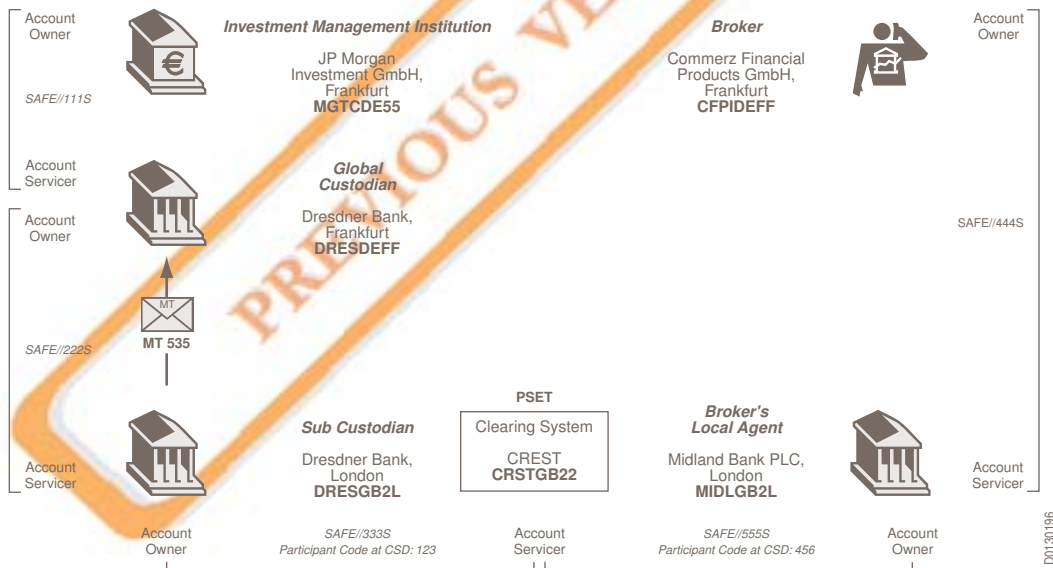 Account
Owner
Investment Management Institution
Broker
Account
Owner
€
JP Morgan
Investment GmbH,
Frankfurt
MGTCDE55
Commerz Financial
Products GmbH,
Frankfurt
CFPIDEFF
SAFE//111S
Account
Servicer
Global
Custodian
Account
Owner
Dresdner Bank,
Frankfurt
DRESDEFF
SAFE//444S
MT
MT 535
SAFE//222S
PSET
Sub Custodian
Clearing System
Broker's
Local Agent
Account
Servicer
Dresdner Bank,
London
DRESGB2L
CREST
CRSTGB22
Midland Bank PLC,
London
MIDLGB2L
Account
Servicer
Account
Owner
SAFE//333S
Participant Code at CSD: 123
Account
Servicer
SAFE//555S
Participant Code at CSD: 456
Account
Owner
D0130196
PREVIOUS